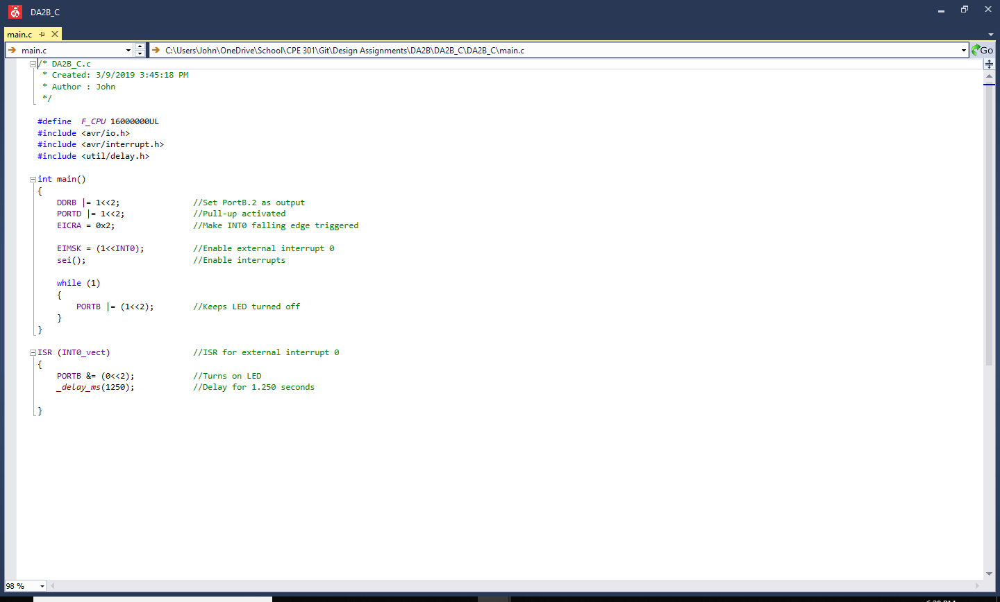 DA2B_C
main.c
main.c
C:\Users\John\OneDrive\School\CPE 301\Git\Design Assignments\DA2B\DA2B_C\DA2B_C\main.c
Go
/* DA2B_C.c
 * Created: 3/9/2019 3:45:18 PM
 * Author : John
 */
#define  F_CPU 16000000UL
#include <avr/io.h>
#include <avr/interrupt.h>
#include <util/delay.h>
int main()
{
    DDRB |= 1<<2;               //Set PortB.2 as output
    PORTD |= 1<<2;              //Pull-up activated
    EICRA = 0x2;                //Make INT0 falling edge triggered
    EIMSK = (1<<INT0);          //Enable external interrupt 0
    sei();                      //Enable interrupts
    while (1)
    {
        PORTB |= (1<<2);        //Keeps LED turned off
    }
}
ISR (INT0_vect)                 //ISR for external interrupt 0
{
    PORTB &= (0<<2);            //Turns on LED
    _delay_ms(1250);            //Delay for 1.250 seconds
}
98 %